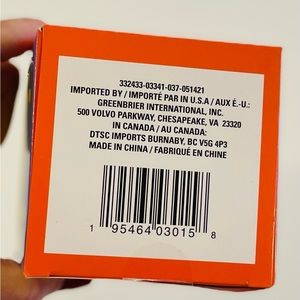 332433-03341-037-051421
IMPORTED BY / IMPORTÉ PAR IN U.S.A / AUX É.-U.:
GREENBRIER INTERNATIONAL, INC.
500 VOLVO PARKWAY, CHESAPEAKE, VA 23320
IN CANADA / AU CANADA:
DTSC IMPORTS BURNABY, BC V5G 4P3
MADE IN CHINA / FABRIQUÉ EN CHINE
1 95464 03015 8